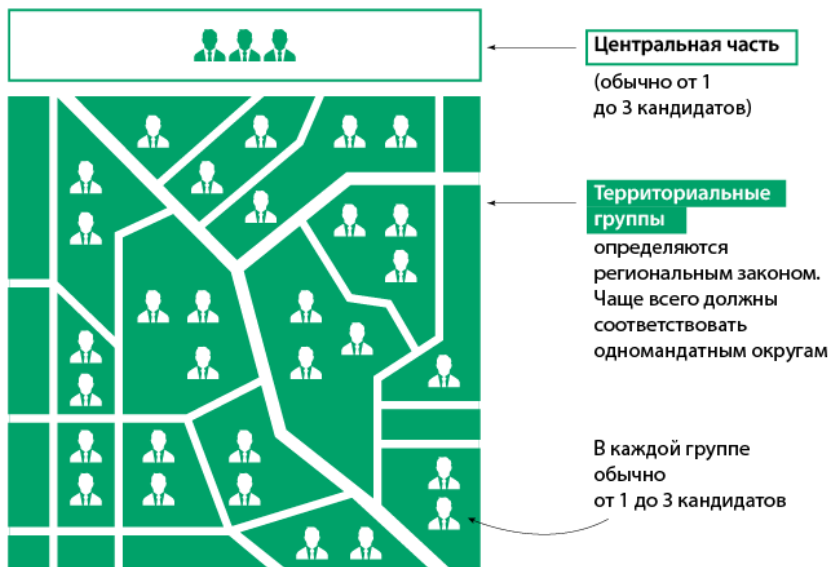 Центральная часть
(обычно от 1
до 3 кандидатов)
Территориальные
группы
определяются
региональным законом.
Чаще всего должны
соответствовать
одномандатным округам
В каждой группе
обычно
от 1 до 3 кандидатов